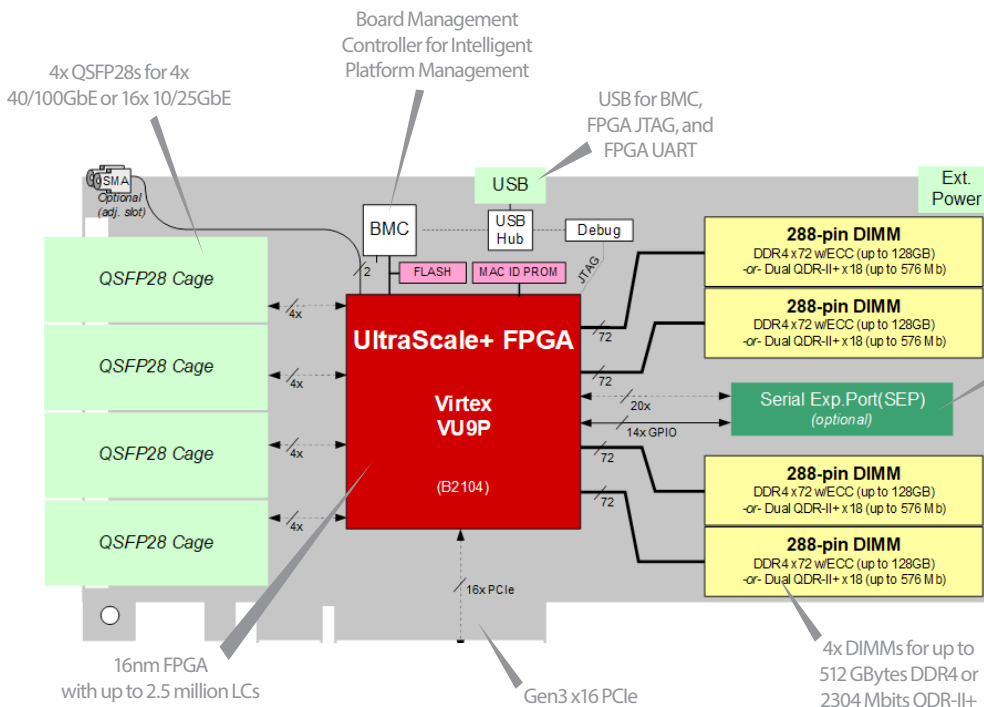 Board Management
Controller for Intelligent
Platform Management
4x QSFP28s for 4x
40/100GbE or 16x 10/25GbE
USB for BMC,
FPGA JTAG, and
FPGA UART
SMA
Optional
(adj. slot)
USB
Ext.
Power
BMC
USB
Hub
Debug
2
FLASH
MAC ID PROM
JTAG
QSFP28 Cage
4x
QSFP28 Cage
4x
QSFP28 Cage
4x
QSFP28 Cage
4x
UltraScale+ FPGA
Virtex
VU9P
(B2104)
72
72
20x
14x GPIO
72
72
288-pin DIMM
DDR4 x72 w/ECC (up to 128GB)
-or- Dual QDR-II+ x18 (up to 576 Mb)
288-pin DIMM
DDR4 x72 w/ECC (up to 128GB)
-or- Dual QDR-II+ x18 (up to 576 Mb)
Serial Exp.Port(SEP)
(optional)
288-pin DIMM
DDR4 x72 w/ECC (up to 128GB)
-or- Dual QDR-II+ x18 (up to 576 Mb)
288-pin DIMM
DDR4 x72 w/ECC (up to 128GB)
-or- Dual QDR-II+ x18 (up to 576 Mb)
16x PCIe
16nm FPGA
with up to 2.5 million LCs
Gen3 x16 PCIe
4x DIMMs for up to
512 GBytes DDR4 or
2304 Mbits QDR-II+